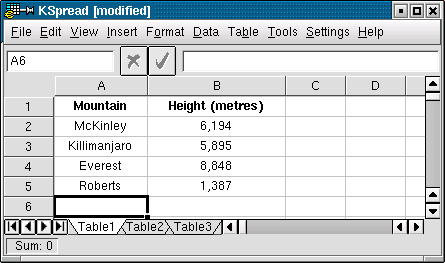 KSpread [modified]
File Edit View Insert Format Data Table Tools Settings Help
A6
A B C D
1 Mountain Height (metres)
2 McKinley 6,194
3 Killimanjaro 5,895
4 Everest 8,848
5 Roberts 1,387
6
Table1 Table2 Table3
Sum: 0